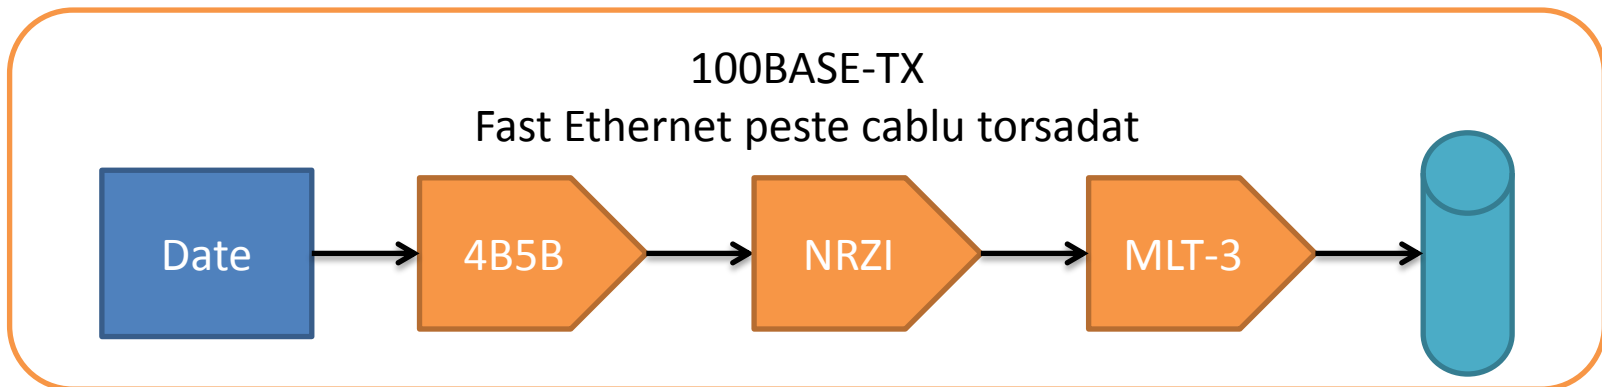 100BASE-TX
Fast Ethernet peste cablu torsadat
Date
4B5B
NRZI
MLT-3